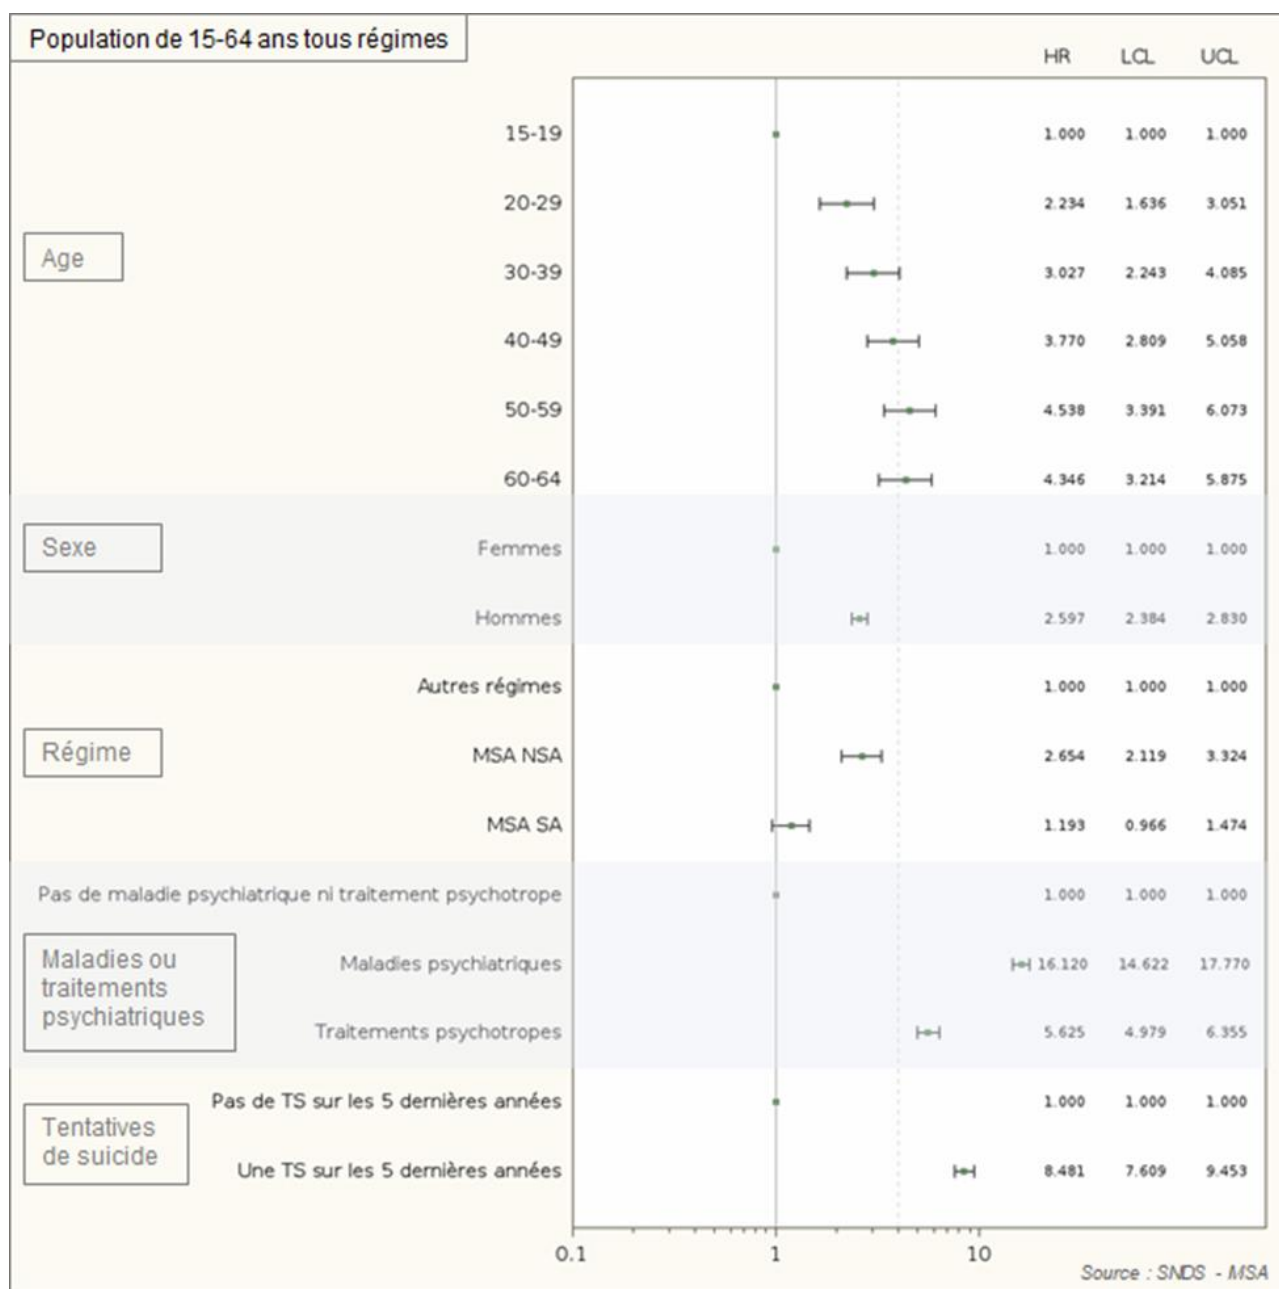 Population de 15-64 ans tous régimes
HR LCL UCL
15-19 1.000 1.000 1.000
20-29 2.234 1.636 3.051
Age
30-39 3.027 2.243 4.085
40-49 3.770 2.809 5.058
50-59 4.538 3.391 6.073
60-64 4.346 3.214 5.875
Sexe
Femmes 1.000 1.000 1.000
Hommes 2.597 2.384 2.830
Autres régimes 1.000 1.000 1.000
Régime
MSA NSA 2.654 2.119 3.324
MSA SA 1.193 0.966 1.474
Pas de maladie psychiatrique ni traitement psychotrope 1.000 1.000 1.000
Maladies ou
traitements
psychiatriques
Maladies psychiatriques 16.120 14.622 17.770
Traitements psychotropes 5.625 4.979 6.355
Pas de TS sur les 5 dernières années 1.000 1.000 1.000
Tentatives
de suicide
Une TS sur les 5 dernières années 8.481 7.609 9.453
0.1 1 10
Source : SNDS - MSA